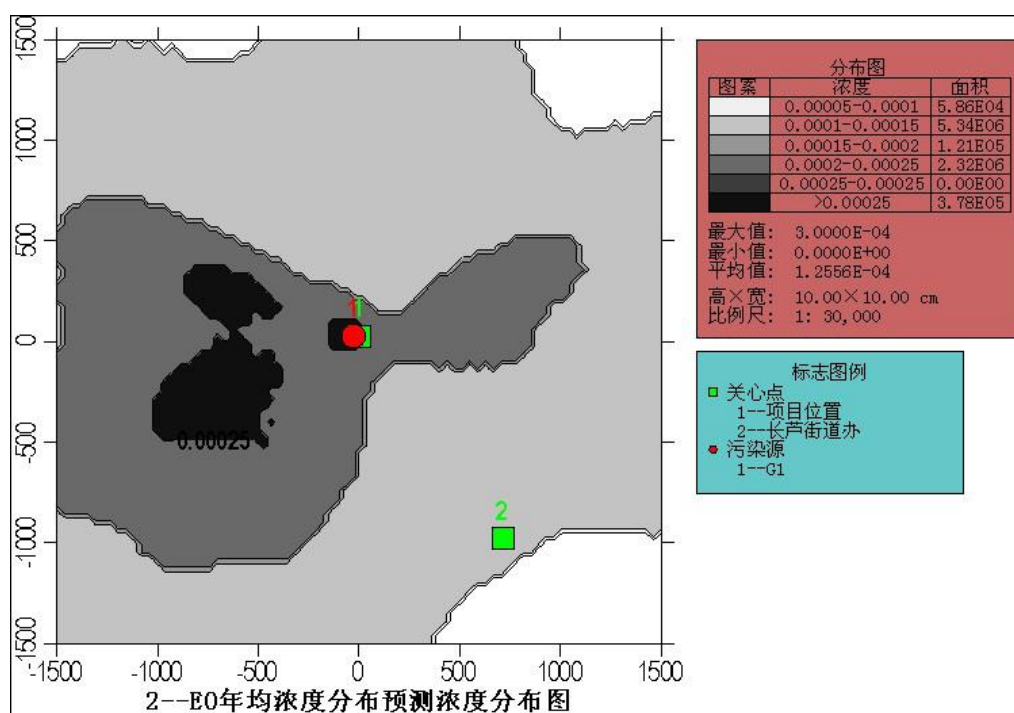 1500
1000
500
0
-500
-1000
-1500
-1500
-1000
-500
0
500
1000
1500
1
1
2
0.00025
2--EO年均浓度分布预测浓度分布图
分布图
图案 浓度 面积
0.00005-0.0001 5.86E04
0.0001-0.00015 5.34E06
0.00015-0.0002 1.21E05
0.0002-0.00025 2.32E06
0.00025-0.00025 0.00E00
>0.00025 3.78E05
最大值: 3.0000E-04
最小值: 0.0000E+00
平均值: 1.2556E-04
高×宽: 10.00×10.00 cm
比例尺: 1: 30,000
标志图例
关心点
1--项目位置
2--长芦街道办
污染源
1--G1